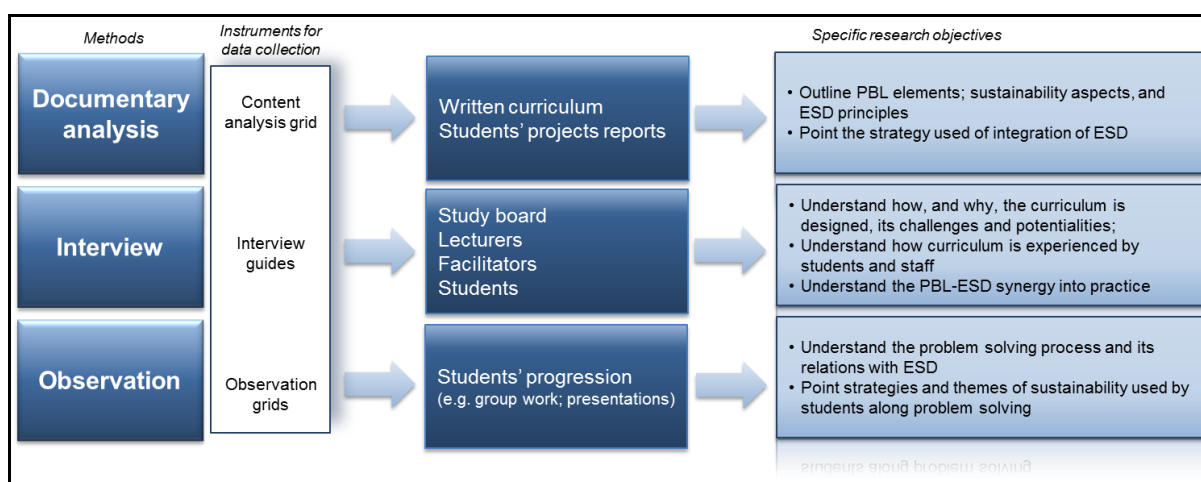 Methods
Instruments for
data collection
Specific research objectives
Documentary
analysis
Content
analysis grid
Written curriculum
Students' projects reports
• Outline PBL elements; sustainability aspects, and
ESD principles
• Point the strategy used of integration of ESD
Interview
Interview
guides
Study board
Lecturers
Facilitators
Students
• Understand how, and why, the curriculum is
designed, its challenges and potentialities;
• Understand how curriculum is experienced by
students and staff
• Understand the PBL-ESD synergy into practice
Observation
Observation
grids
Students' progression
(e.g. group work; presentations)
• Understand the problem solving process and its
relations with ESD
• Point strategies and themes of sustainability used by
students along problem solving